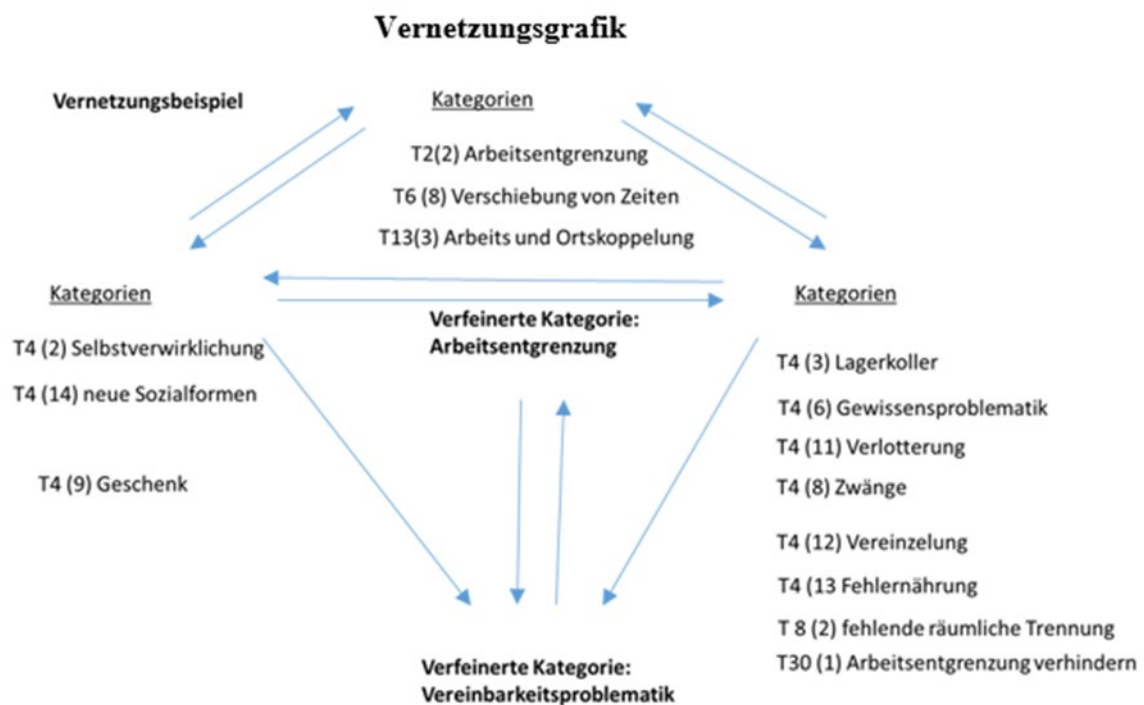 Vernetzungsgrafik
Vernetzungsbeispiel
Kategorien
T2(2) Arbeitsentgrenzung
T6 (8) Verschiebung von Zeiten
T13(3) Arbeits und Ortskoppelung
Kategorien
T4 (2) Selbstverwirklichung
T4 (14) neue Sozialformen
T4 (9) Geschenk
Verfeinerte Kategorie:
Arbeitsentgrenzung
Kategorien
T4 (3) Lagerkoller
T4 (6) Gewissensproblematik
T4 (11) Verlotterung
T4 (8) Zwänge
T4 (12) Vereinzelung
T4 (13 Fehlernährung
T 8 (2) fehlende räumliche Trennung
T30 (1) Arbeitsentgrenzung verhindern
Verfeinerte Kategorie:
Vereinbarkeitsproblematik